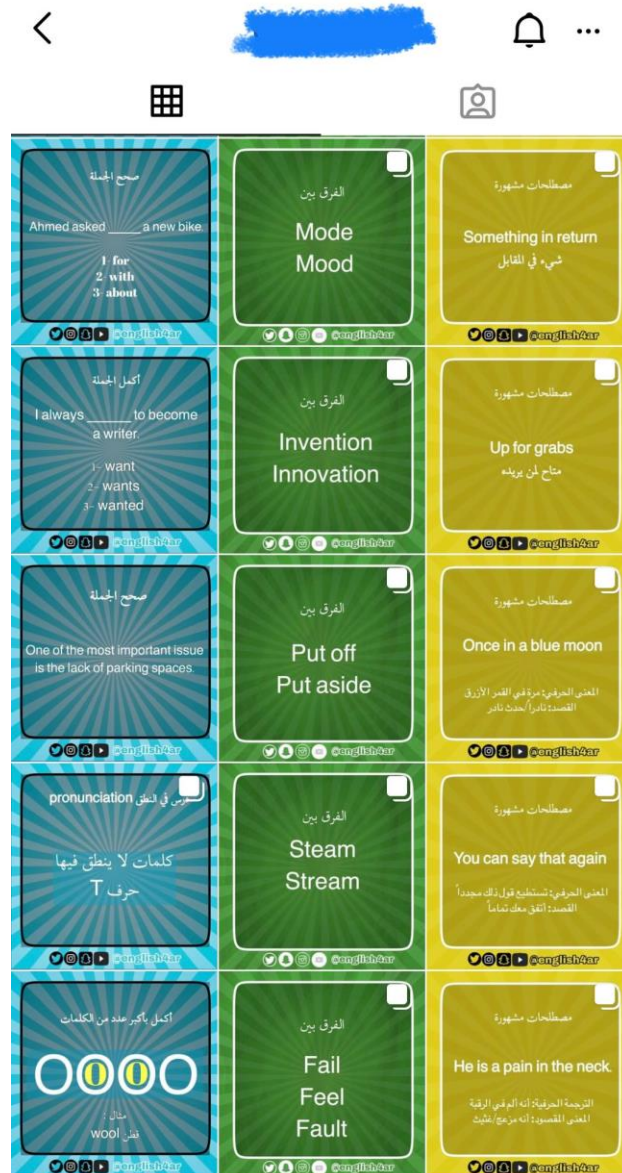 صحح الجملة
Ahmed asked _____ a new bike.
1- for
2- with
3- about
@english4ar
الفرق بين
Mode
Mood
@english4ar
مصطلحات مشهورة
Something in return
شيء في المقابل
@english4ar
أكمل الجملة
I always ______ to become
a writer.
1- want
2- wants
3- wanted
@english4ar
الفرق بين
Invention
Innovation
@english4ar
مصطلحات مشهورة
Up for grabs
متاح لمن يريده
@english4ar
صحح الجملة
One of the most important issue
is the lack of parking spaces.
@english4ar
الفرق بين
Put off
Put aside
@english4ar
مصطلحات مشهورة
Once in a blue moon
المعنى الحرفي: مرة في القمر الأزرق
القصد: نادراً/حدث نادر
@english4ar
في النطق pronunciation
كلمات لا ينطق فيها
حرف T
@english4ar
الفرق بين
Steam
Stream
@english4ar
مصطلحات مشهورة
You can say that again
المعنى الحرفي: تستطيع قول ذلك مجدداً
القصد: أتفق معك تماماً
@english4ar
أكمل بأكبر عدد من الكلمات
OOOO
مثال :
wool قطن
@english4ar
الفرق بين
Fail
Feel
Fault
@english4ar
مصطلحات مشهورة
He is a pain in the neck.
الترجمة الحرفية: أنه ألم في الرقبة
المعنى المقصود: أنه مزعج/غثيث
@english4ar